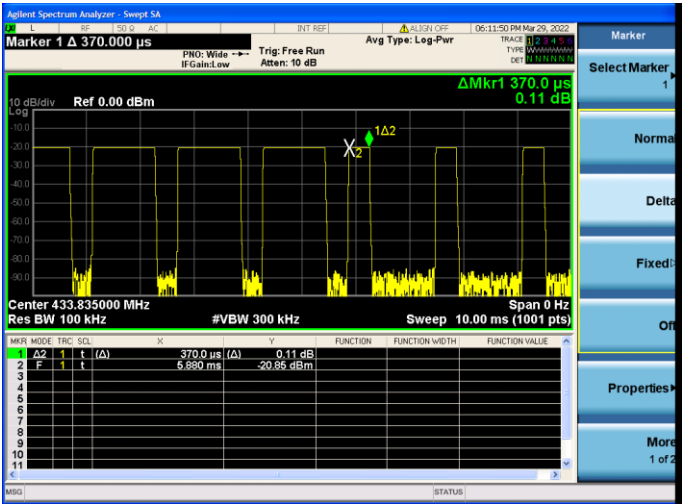 Agilent Spectrum Analyzer - Swept SA
L RF 50 Ω AC INT REF ALIGN OFF 06:11:50 PM Mar 29, 2022
Marker 1 Δ 370.000 µs
PNO: Wide
IFGain:Low
Trig: Free Run
Atten: 10 dB
Avg Type: Log-Pwr
TRACE 1 2 3 4 5 6
TYPE WWWWWW
DET N N N N N N
ΔMkr1 370.0 µs
0.11 dB
10 dB/div Ref 0.00 dBm
Log
-10.0
-20.0
-30.0
-40.0
-50.0
-60.0
-70.0
-80.0
-90.0
1Δ2
X2
Center 433.835000 MHz Span 0 Hz
Res BW 100 kHz #VBW 300 kHz Sweep 10.00 ms (1001 pts)
MKR MODE TRC SCL X Y FUNCTION FUNCTION WIDTH FUNCTION VALUE
1 Δ2 1 t (Δ) 370.0 µs (Δ) 0.11 dB
2 F 1 t 5.880 ms -20.85 dBm
3
4
5
6
7
8
9
10
11
MSG STATUS
Marker
Select Marker
1
Normal
Delta
Fixed
Off
Properties
More
1 of 2